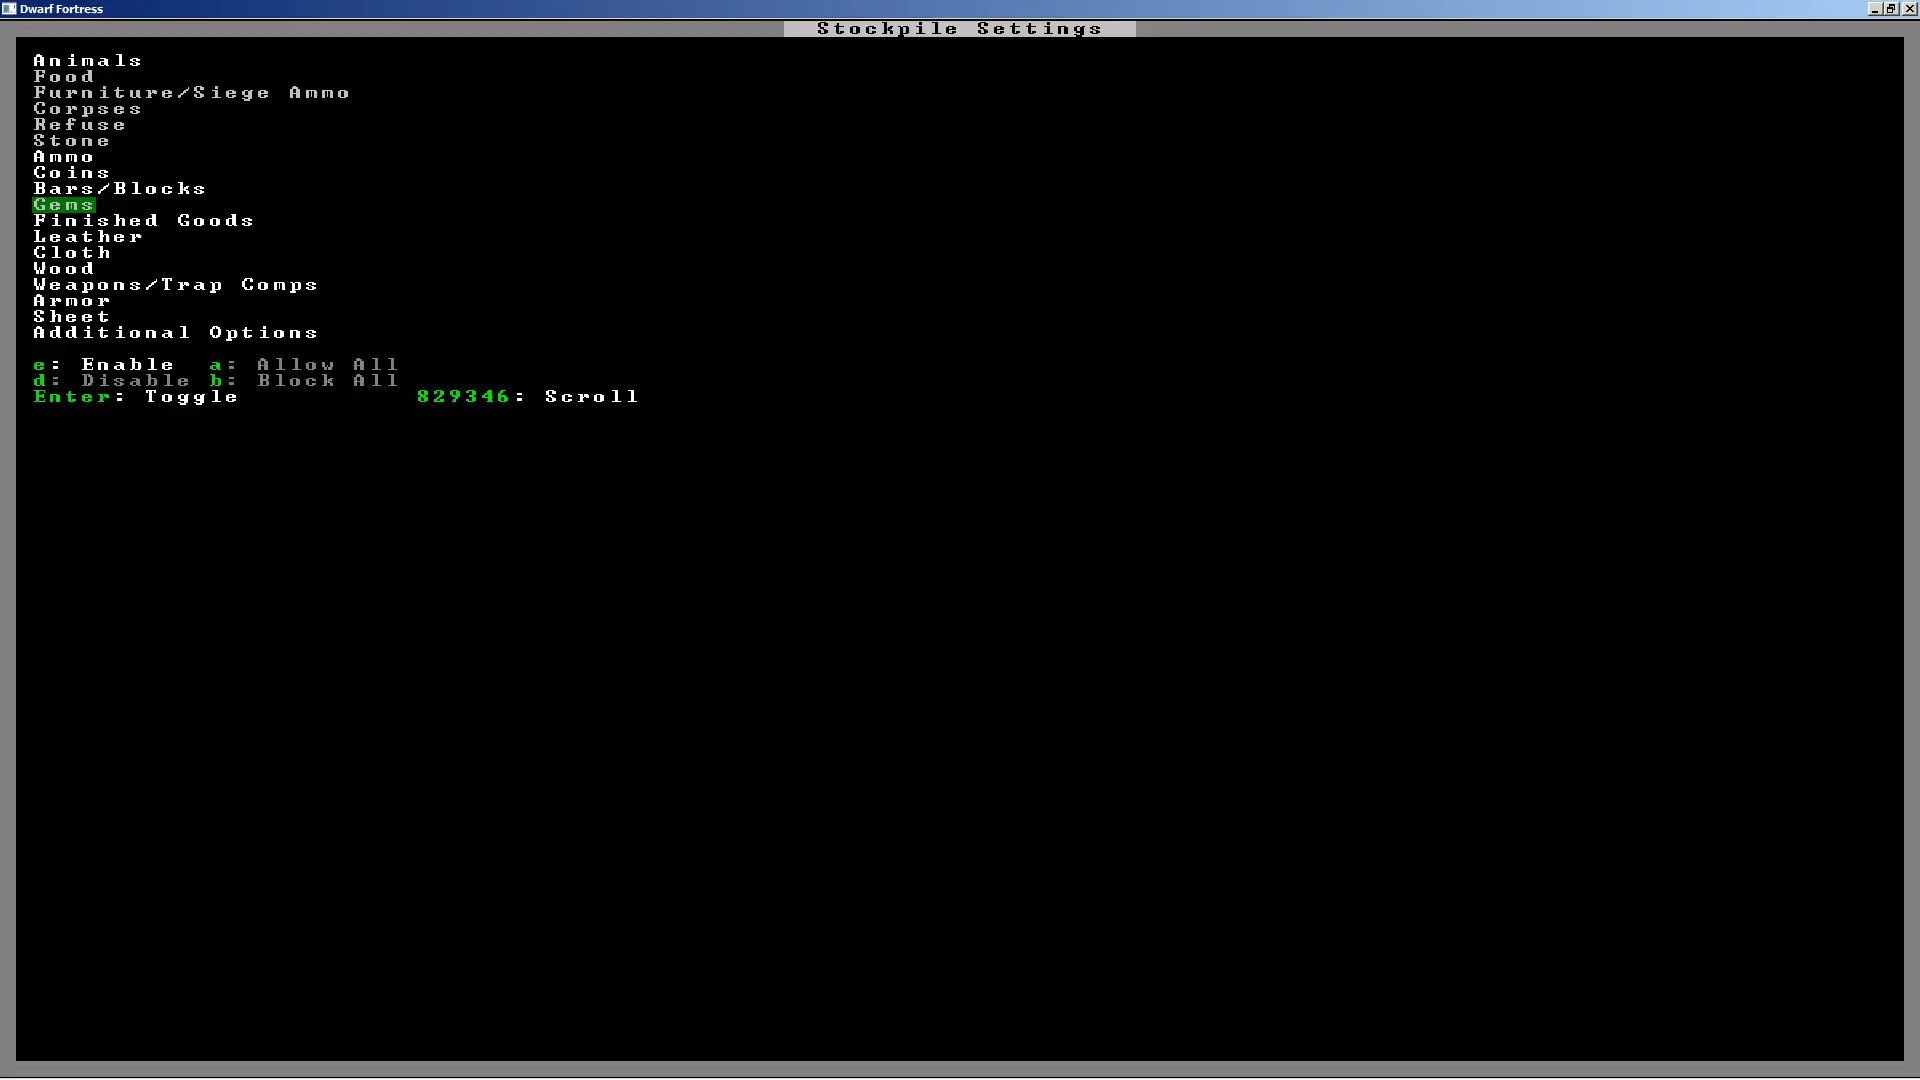 Dwarf Fortress
Stockpile Settings
Animals
Food
Furniture/Siege Ammo
Corpses
Refuse
Stone
Ammo
Coins
Bars/Blocks
Gems
Finished Goods
Leather
Cloth
Wood
Weapons/Trap Comps
Armor
Sheet
Additional Options
e: Enable a: Allow All
d: Disable b: Block All
Enter: Toggle 829346: Scroll